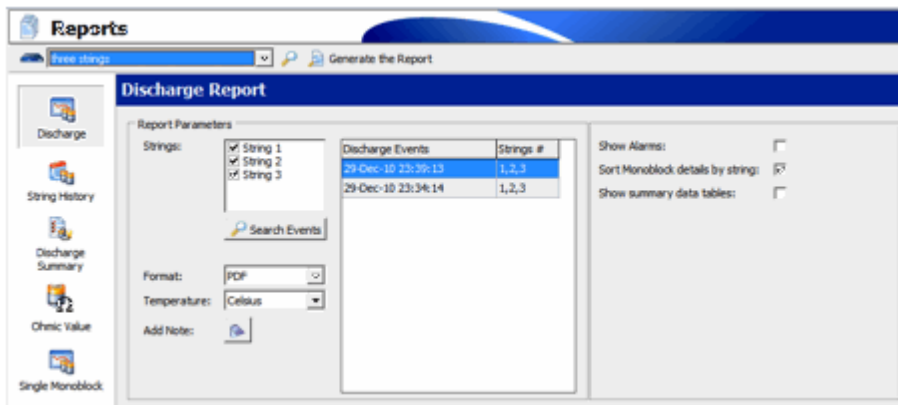 Reports
three strings
Generate the Report
Discharge
String History
Discharge
Summary
Ohmic Value
Single Monoblock
Discharge Report
Report Parameters
Strings:
String 1
String 2
String 3
Search Events
Format:
PDF
Temperature:
Celsius
Add Note:
Discharge Events Strings #
29-Dec-10 23:39:13 1,2,3
29-Dec-10 23:34:14 1,2,3
Show Alarms:
Sort Monoblock details by string:
Show summary data tables: